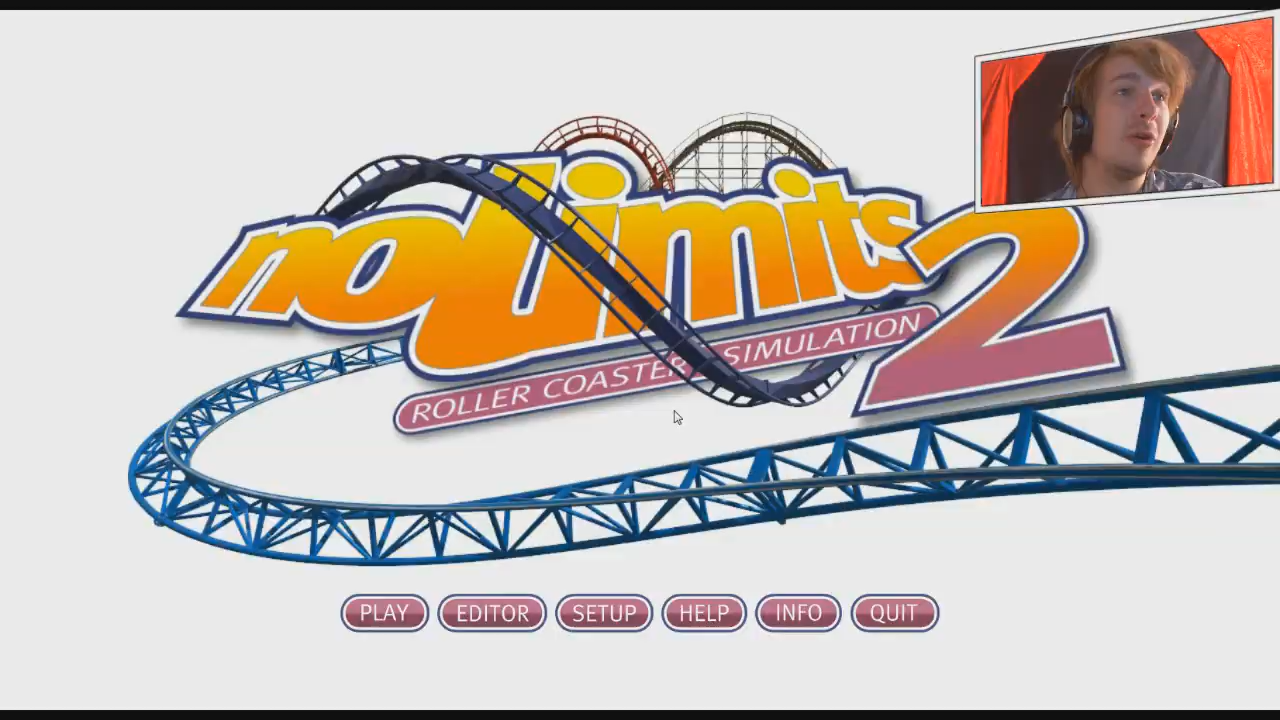 noLimits 2
ROLLER COASTER SIMULATION
PLAY EDITOR SETUP HELP INFO QUIT